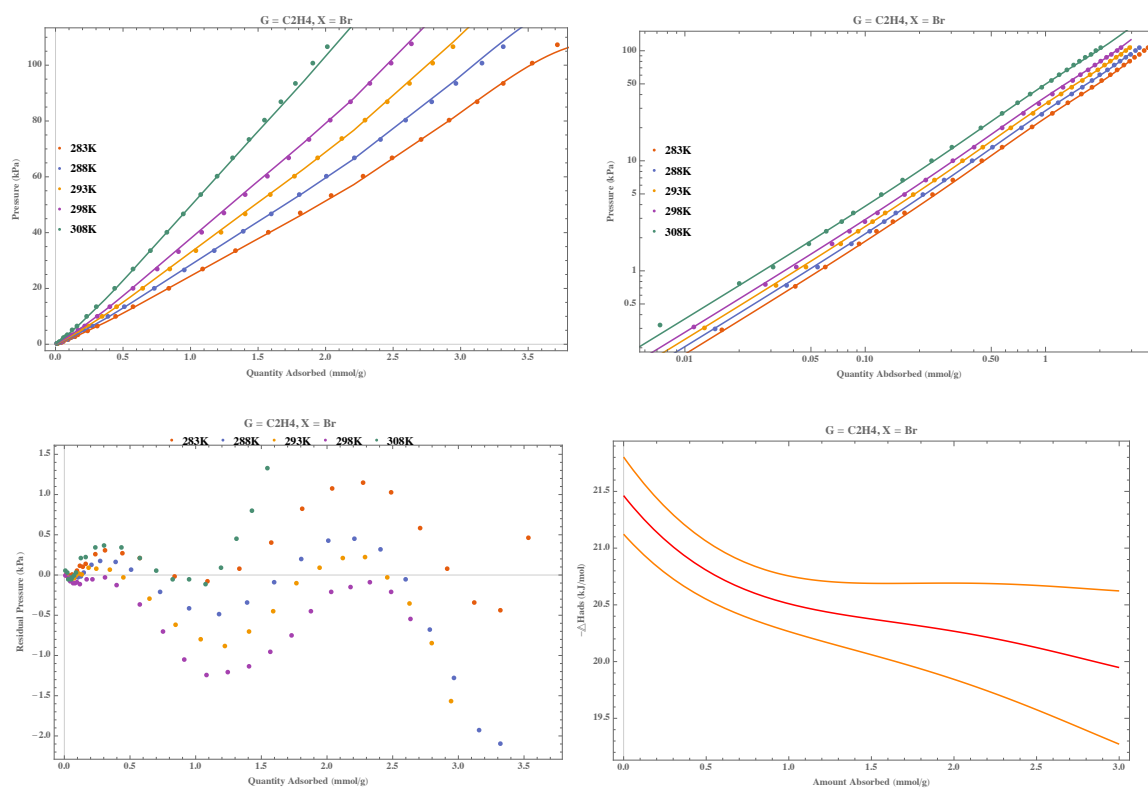 G = C2H4, X = Br
100
80
60
40
20
0
Pressure (kPa)
283K
288K
293K
298K
308K
0.0 0.5 1.0 1.5 2.0 2.5 3.0 3.5
Quantity Adsorbed (mmol/g)
G = C2H4, X = Br
100
50
10
5
1
0.5
Pressure (kPa)
283K
288K
293K
298K
308K
0.01 0.05 0.10 0.50 1
Quantity Abdsorbed (mmol/g)
G = C2H4, X = Br
283K 288K 293K 298K 308K
1.5
1.0
0.5
0.0
−0.5
−1.0
−1.5
−2.0
Residual Pressure (kPa)
0.0 0.5 1.0 1.5 2.0 2.5 3.0 3.5
Quantity Adsorbed (mmol/g)
G = C2H4, X = Br
21.5
21.0
20.5
20.0
19.5
−△Hads (kJ/mol)
0.0 0.5 1.0 1.5 2.0 2.5 3.0
Amount Absorbed (mmol/g)